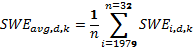 SWE_{avg,d,k} = \frac{1}{n} \sum_{i=1979}^{n=32} SWE_{i,d,k}